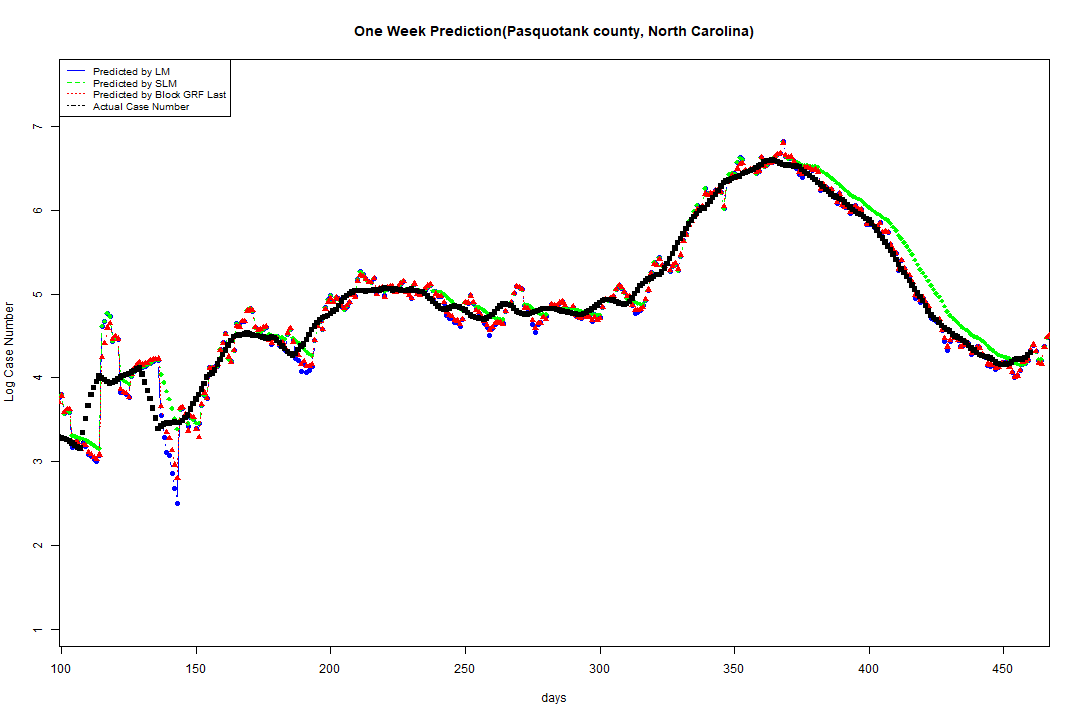 One Week Prediction(Pasquotank county, North Carolina)
Predicted by LM
Predicted by SLM
Predicted by Block GRF Last
Actual Case Number
Log Case Number
7
6
5
4
3
2
1
100 150 200 250 300 350 400 450
days